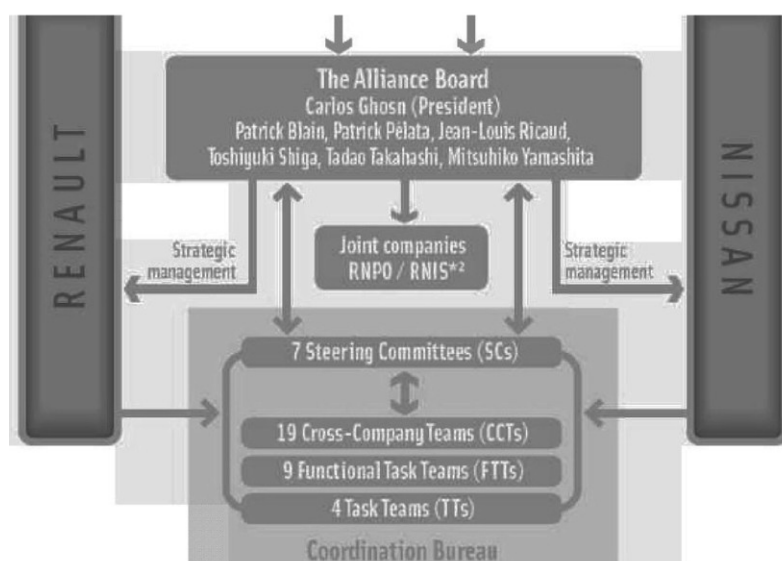 RENAULT
The Alliance Board
Carlos Ghosn (President)
Patrick Blain, Patrick Pélata, Jean-Louis Ricaud,
Toshiyuki Shiga, Tadao Takahashi, Mitsuhiko Yamashita
NISSAN
Strategic
management
Joint companies
RNPO / RNIS*²
Strategic
management
7 Steering Committees (SCs)
19 Cross-Company Teams (CCTs)
9 Functional Task Teams (FTTs)
4 Task Teams (TTs)
Coordination Bureau